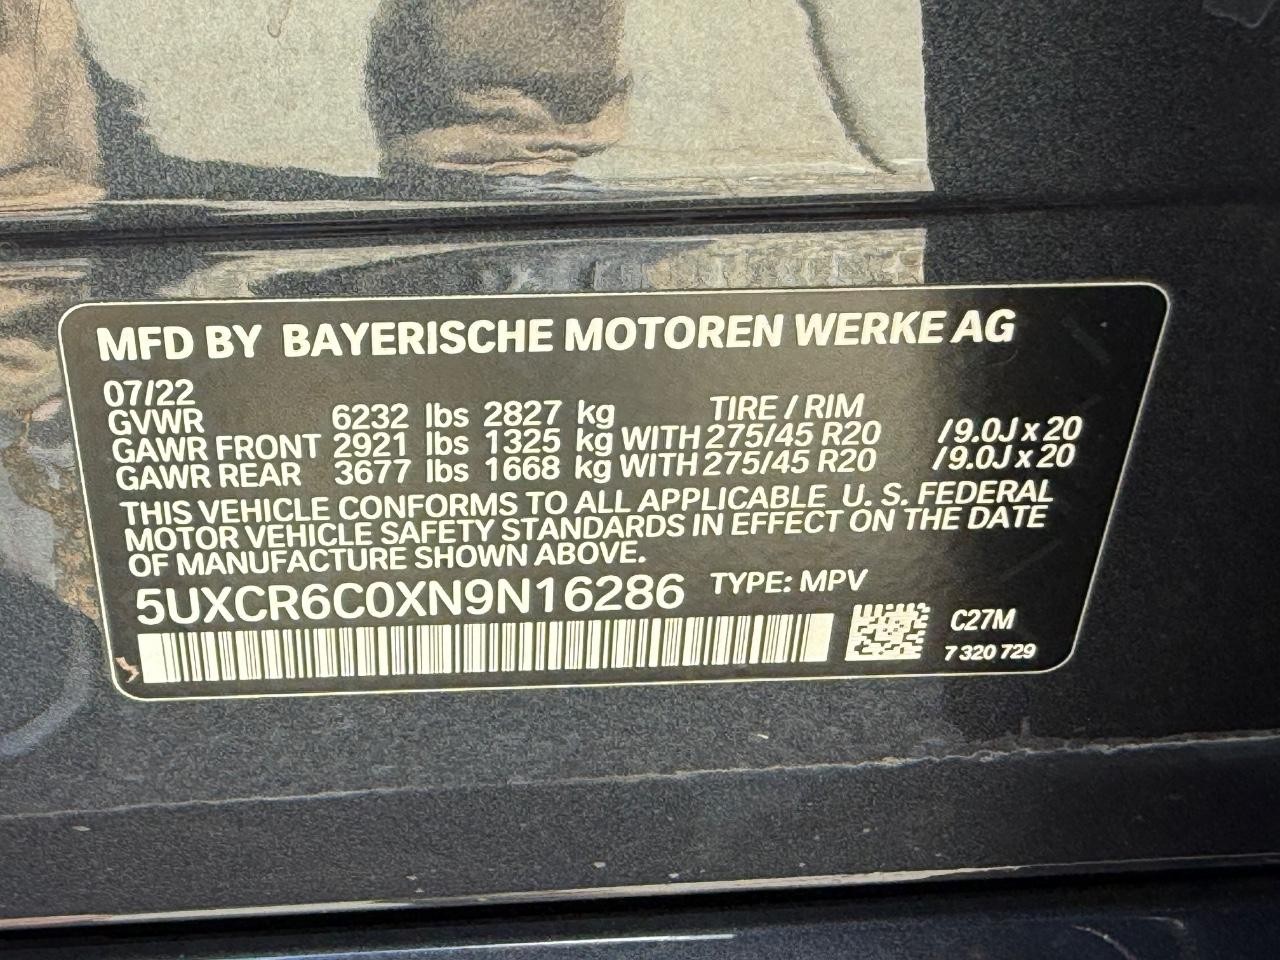 MFD BY BAYERISCHE MOTOREN WERKE AG
07/22
TIRE / RIM
GVWR 6232 lbs 2827 kg
GAWR FRONT 2921 lbs 1325 kg WITH 275/45 R20 /9.0J x 20
GAWR REAR 3677 lbs 1668 kg WITH 275/45 R20 /9.0J x 20
THIS VEHICLE CONFORMS TO ALL APPLICABLE U. S. FEDERAL
MOTOR VEHICLE SAFETY STANDARDS IN EFFECT ON THE DATE
OF MANUFACTURE SHOWN ABOVE.
5UXCR6C0XN9N16286 TYPE: MPV
C27M
7 320 729